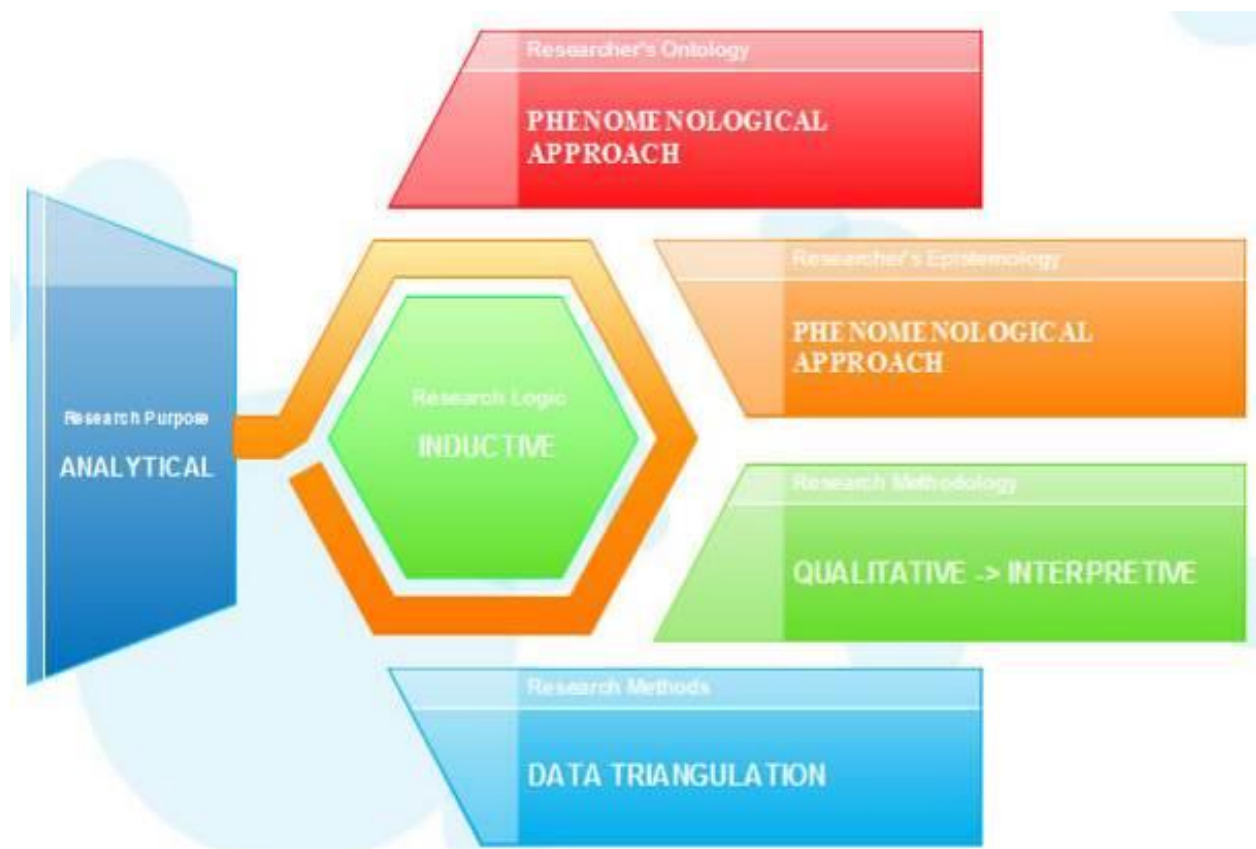 Researcher's Ontology
PHENOMENOLOGICAL
APPROACH
Researcher's Epistemology
PHENOMENOLOGICAL
APPROACH
Research Purpose
ANALYTICAL
Research Logic
INDUCTIVE
Research Methodology
QUALITATIVE -> INTERPRETIVE
Research Methods
DATA TRIANGULATION